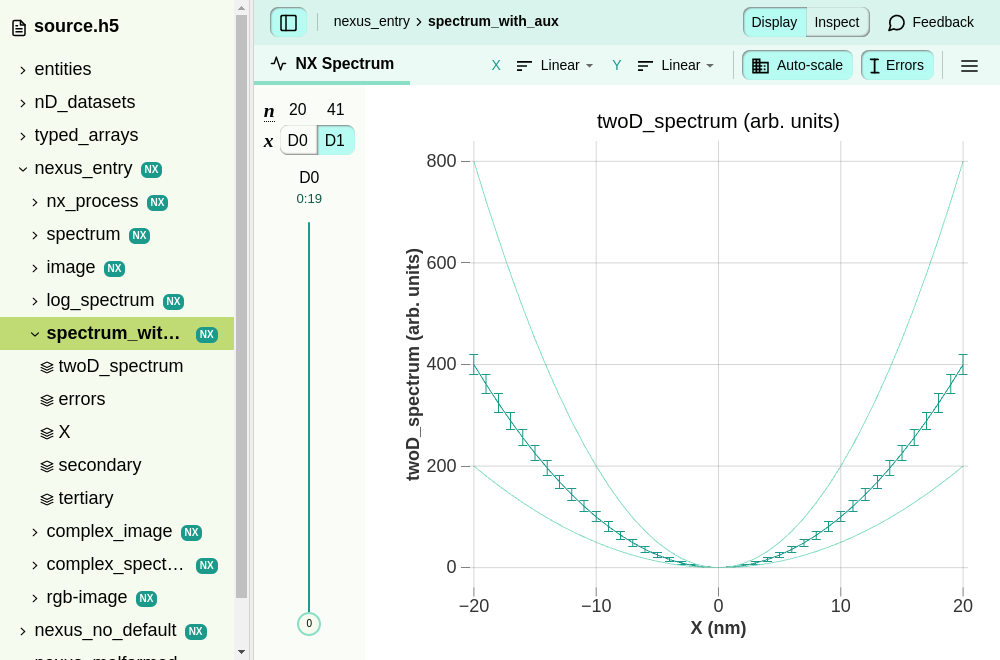 source.h5
entities
nD_datasets
typed_arrays
nexus_entry NX
nx_process NX
spectrum NX
image NX
log_spectrum NX
spectrum_wit… NX
twoD_spectrum
errors
X
secondary
tertiary
complex_image NX
complex_spect… NX
rgb-image NX
nexus_no_default NX
nexus_malformed
nexus_entry > spectrum_with_aux
Display Inspect Feedback
NX Spectrum
X Linear Y Linear Auto-scale Errors
n 20 41
x D0 D1
D0
0:19
0
twoD_spectrum (arb. units)
twoD_spectrum (arb. units)
800
600
400
200
0
−20 −10 0 10 20
X (nm)